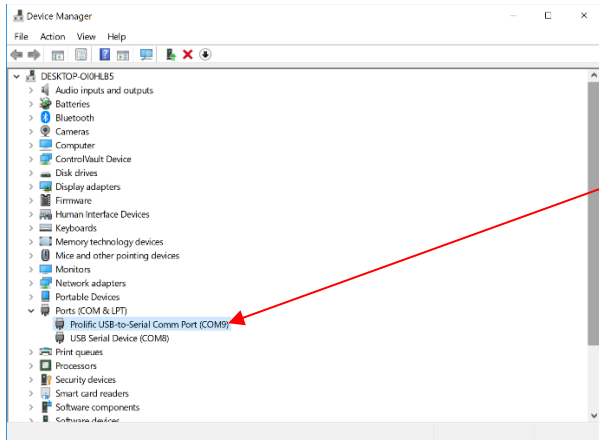 Device Manager
File Action View Help
DESKTOP-OI0HLB5
Audio inputs and outputs
Batteries
Bluetooth
Cameras
Computer
ControlVault Device
Disk drives
Display adapters
Firmware
Human Interface Devices
Keyboards
Memory technology devices
Mice and other pointing devices
Monitors
Network adapters
Portable Devices
Ports (COM & LPT)
Prolific USB-to-Serial Comm Port (COM9)
USB Serial Device (COM8)
Print queues
Processors
Security devices
Smart card readers
Software components
Software devices